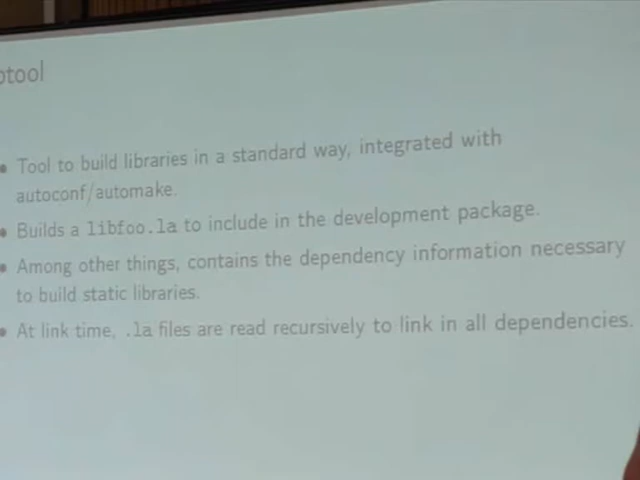 otool
• Tool to build libraries in a standard way, integrated with
autoconf/automake.
• Builds a libfoo.la to include in the development package.
• Among other things, contains the dependency information necessary
to build static libraries.
• At link time, .la files are read recursively to link in all dependencies.